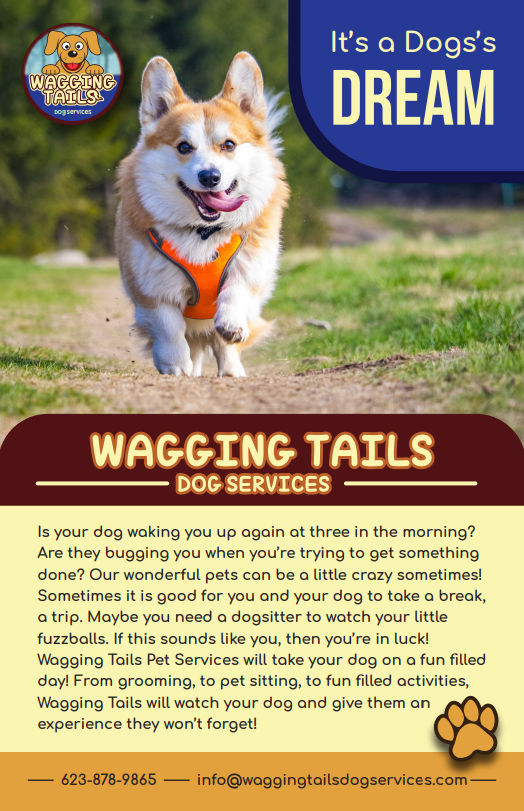 WAGGING
TAILS
DOG SERVICES
It's a Dogs's
DREAM
WAGGING TAILS
DOG SERVICES
Is your dog waking you up again at three in the morning?
Are they bugging you when you're trying to get something
done? Our wonderful pets can be a little crazy sometimes!
Sometimes it is good for you and your dog to take a break,
a trip. Maybe you need a dogsitter to watch your little
fuzzballs. If this sounds like you, then you're in luck!
Wagging Tails Pet Services will take your dog on a fun filled
day! From grooming, to pet sitting, to fun filled activities,
Wagging Tails will watch your dog and give them an
experience they won't forget!
623-878-9865
info@waggingtailsdogservices.com